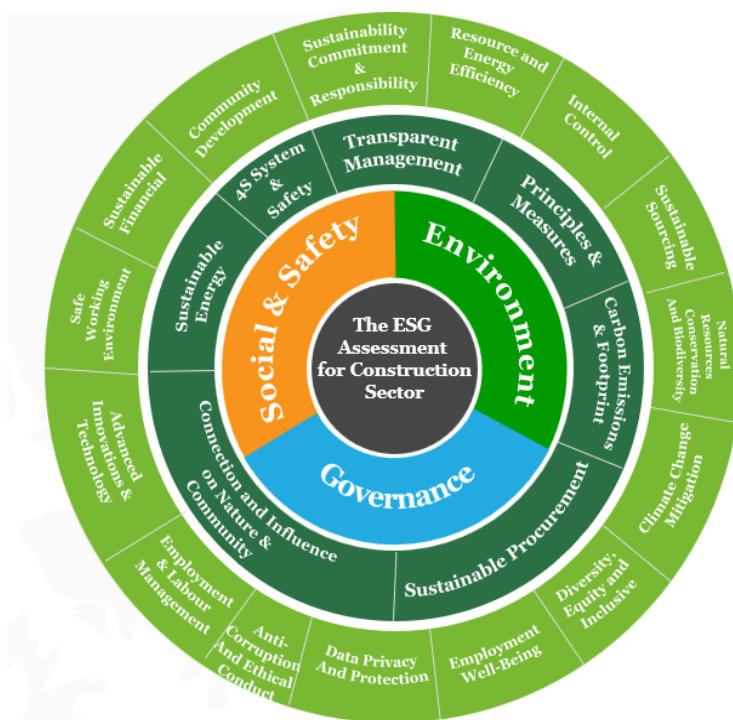 The ESG
Assessment
for Construction
Sector
Environment
Governance
Social & Safety
Transparent
Management
Principles &
Measures
Carbon Emissions
& Footprint
Sustainable Procurement
Connection and Influence
on Nature &
Community
Sustainable
Energy
4S System
&
Safety
Sustainability
Commitment
&
Responsibility
Resource and
Energy
Efficiency
Internal
Control
Sustainable
Sourcing
Natural
Resources
Conservation
And Biodiversity
Climate Change
Mitigation
Diversity,
Equity and
Inclusive
Employment
Well-Being
Data Privacy
And Protection
Anti-
Corruption
And Ethical
Conduct
Employment
& Labour
Management
Advanced
Innovations &
Technology
Safe
Working
Environment
Sustainable
Financial
Community
Development